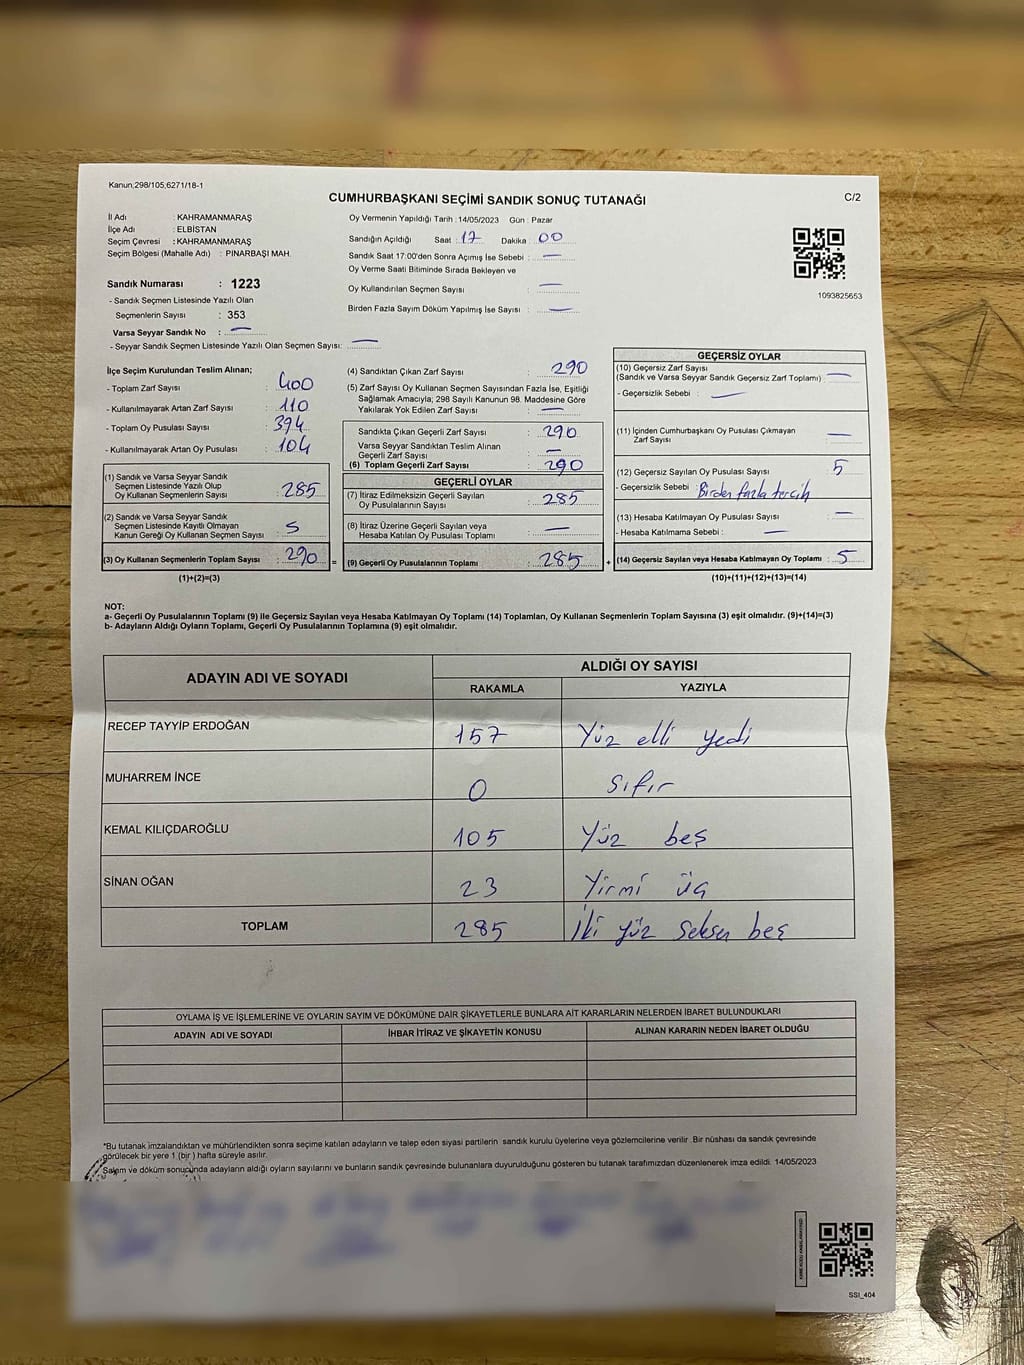 Kanun;298/105;6271/18-1
CUMHURBAŞKANI SEÇİMİ SANDIK SONUÇ TUTANAĞI
C/2
İl Adı : KAHRAMANMARAŞ
İlçe Adı : ELBİSTAN
Seçim Çevresi : KAHRAMANMARAŞ
Seçim Bölgesi (Mahalle Adı) : PINARBAŞI MAH.
Oy Vermenin Yapıldığı Tarih :14/05/2023 Gün : Pazar
Sandığın Açıldığı Saat : 17 Dakika : 00
Sandık Saat 17:00'den Sonra Açımış İse Sebebi : —
Oy Verme Saati Bitiminde Sırada Bekleyen ve
Oy Kullandırılan Seçmen Sayısı : —
Birden Fazla Sayım Döküm Yapılmış İse Sayısı : —
1093825653
Sandık Numarası : 1223
- Sandık Seçmen Listesinde Yazılı Olan
Seçmenlerin Sayısı : 353
Varsa Seyyar Sandık No : —
- Seyyar Sandık Seçmen Listesinde Yazılı Olan Seçmen Sayısı: —
İlçe Seçim Kurulundan Teslim Alınan;
- Toplam Zarf Sayısı : 400
- Kullanılmayarak Artan Zarf Sayısı : 110
- Toplam Oy Pusulası Sayısı : 394
- Kullanılmayarak Artan Oy Pusulası : 104
(1) Sandık ve Varsa Seyyar Sandık
Seçmen Listesinde Yazılı Olup
Oy Kullanan Seçmenlerin Sayısı : 285
(2) Sandık ve Varsa Seyyar Sandık
Seçmen Listesinde Kayıtlı Olmayan
Kanun Gereği Oy Kullanan Seçmen Sayısı : 5
(3) Oy Kullanan Seçmenlerin Toplam Sayısı : 290
(1)+(2)=(3)
(4) Sandıktan Çıkan Zarf Sayısı : 290
(5) Zarf Sayısı Oy Kullanan Seçmen Sayısından Fazla İse, Eşitliği
Sağlamak Amacıyla; 298 Sayılı Kanunun 98. Maddesine Göre
Yakılarak Yok Edilen Zarf Sayısı : —
Sandıkta Çıkan Geçerli Zarf Sayısı : 290
Varsa Seyyar Sandıktan Teslim Alınan
Geçerli Zarf Sayısı : —
(6) Toplam Geçerli Zarf Sayısı : 290
GEÇERLİ OYLAR
(7) İtiraz Edilmeksizin Geçerli Sayılan
Oy Pusulalarının Sayısı : 285
(8) İtiraz Üzerine Geçerli Sayılan veya
Hesaba Katılan Oy Pusulası Toplamı : —
=
(9) Geçerli Oy Pusulalarının Toplamı : 285
+
GEÇERSİZ OYLAR
(10) Geçersiz Zarf Sayısı
(Sandık ve Varsa Seyyar Sandık Geçersiz Zarf Toplamı) : —
- Geçersizlik Sebebi : —
(11) İçinden Cumhurbaşkanı Oy Pusulası Çıkmayan
Zarf Sayısı : —
(12) Geçersiz Sayılan Oy Pusulası Sayısı : 5
- Geçersizlik Sebebi : Birden fazla tercih
(13) Hesaba Katılmayan Oy Pusulası Sayısı : —
- Hesaba Katılmama Sebebi : —
(14) Geçersiz Sayılan veya Hesaba Katılmayan Oy Toplamı : 5
(10)+(11)+(12)+(13)=(14)
NOT:
a- Geçerli Oy Pusulalarının Toplamı (9) ile Geçersiz Sayılan veya Hesaba Katılmayan Oy Toplamı (14) Toplamları, Oy Kullanan Seçmenlerin Toplam Sayısına (3) eşit olmalıdır. (9)+(14)=(3)
b- Adayların Aldığı Oyların Toplamı, Geçerli Oy Pusulalarının Toplamına (9) eşit olmalıdır.
ADAYIN ADI VE SOYADI ALDIĞI OY SAYISI
RAKAMLA YAZIYLA
RECEP TAYYİP ERDOĞAN 157 Yüz elli yedi
MUHARREM İNCE 0 Sıfır
KEMAL KILIÇDAROĞLU 105 Yüz beş
SİNAN OĞAN 23 Yirmi üç
TOPLAM 285 İki yüz seksen beş
OYLAMA İŞ VE İŞLEMLERİNE VE OYLARIN SAYIM VE DÖKÜMÜNE DAİR ŞİKAYETLERLE BUNLARA AİT KARARLARIN NELERDEN İBARET BULUNDUKLARI
ADAYIN ADI VE SOYADI İHBAR İTİRAZ VE ŞİKAYETİN KONUSU ALINAN KARARIN NEDEN İBARET OLDUĞU
*Bu tutanak imzalandıktan ve mühürlendikten sonra seçime katılan adayların ve talep eden siyasi partilerin sandık kurulu üyelerine veya gözlemcilerine verilir .Bir nüshası da sandık çevresinde
görülecek bir yere 1 (bir ) hafta süreyle asılır.
Sayım ve döküm sonucunda adayların aldığı oyların sayılarını ve bunların sandık çevresinde bulunanlara duyurulduğunu gösteren bu tutanak tarafımızdan düzenlenerek imza edildi. 14/05/2023
SSI_404